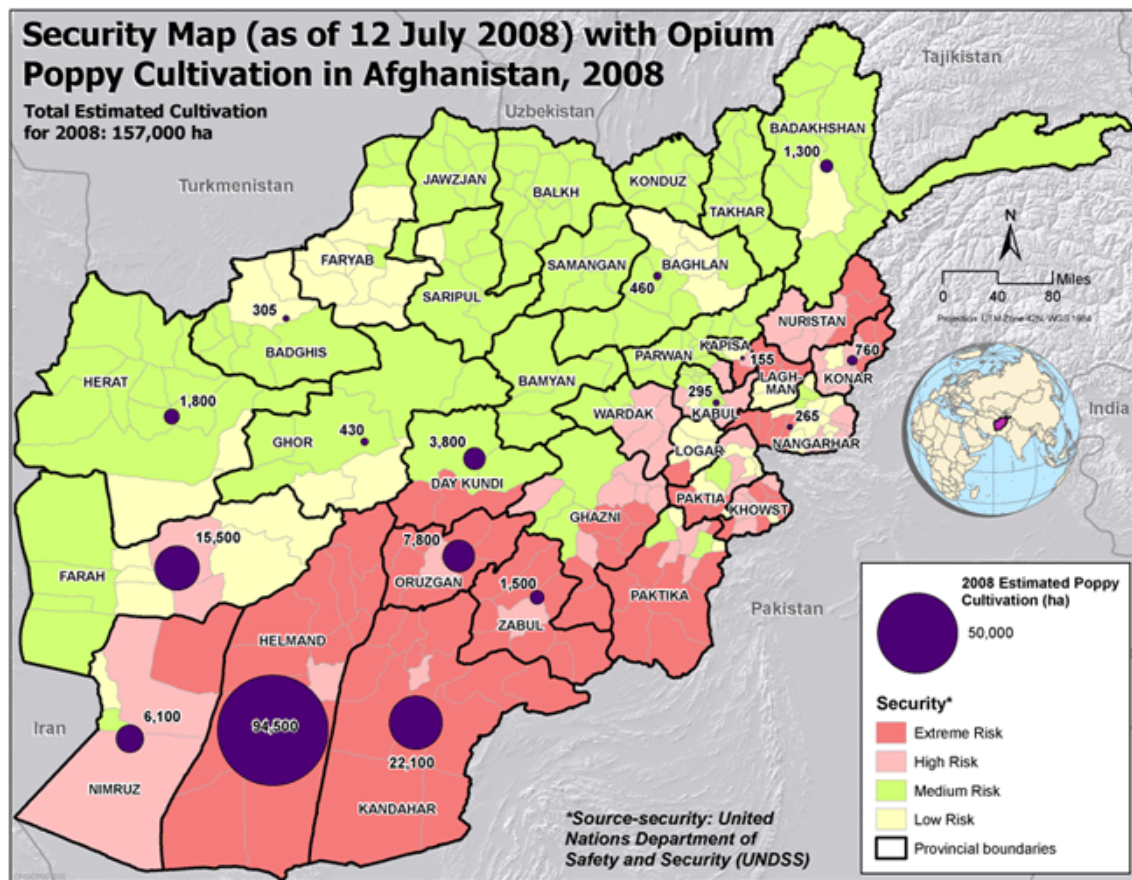 Security Map (as of 12 July 2008) with Opium
Poppy Cultivation in Afghanistan, 2008
Total Estimated Cultivation
for 2008: 157,000 ha
Tajikistan
Uzbekistan
Turkmenistan
BADAKHSHAN
1,300
JAWZJAN
BALKH
KONDUZ
TAKHAR
N
FARYAB
SAMANGAN
BAGHLAN
460
SARIPUL
Miles
0 40 80
Projection: UTM Zone 42N, WGS 1984
305
BADGHIS
NURISTAN
HERAT
1,800
KAPISA
PARWAN
155
760
LAGH-
MAN
KONAR
BAMYAN
295
KABUL
WARDAK
265
NANGARHAR
India
GHOR
430
3,800
DAY KUNDI
LOGAR
PAKTIA
KHOWST
GHAZNI
15,500
7,800
FARAH
ORUZGAN
1,500
PAKTIKA
ZABUL
Pakistan
HELMAND
Iran
6,100
94,500
22,100
NIMRUZ
KANDAHAR
*Source-security: United
Nations Department of
Safety and Security (UNDSS)
2008 Estimated Poppy
Cultivation (ha)
50,000
Security*
Extreme Risk
High Risk
Medium Risk
Low Risk
Provincial boundaries